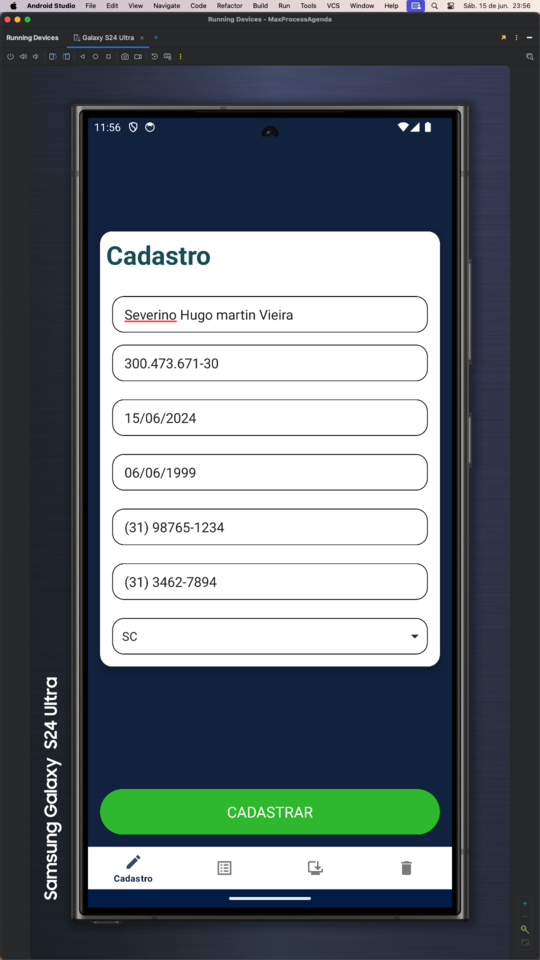 Android Studio File Edit View Navigate Code Refactor Build Run Tools VCS Window Help Sáb. 15 de jun. 23:56
Running Devices - MaxProcessAgenda
Running Devices Galaxy S24 Ultra
11:56
Cadastro
Severino Hugo martin Vieira
300.473.671-30
15/06/2024
06/06/1999
(31) 98765-1234
(31) 3462-7894
SC
CADASTRAR
Cadastro
Samsung Galaxy S24 Ultra